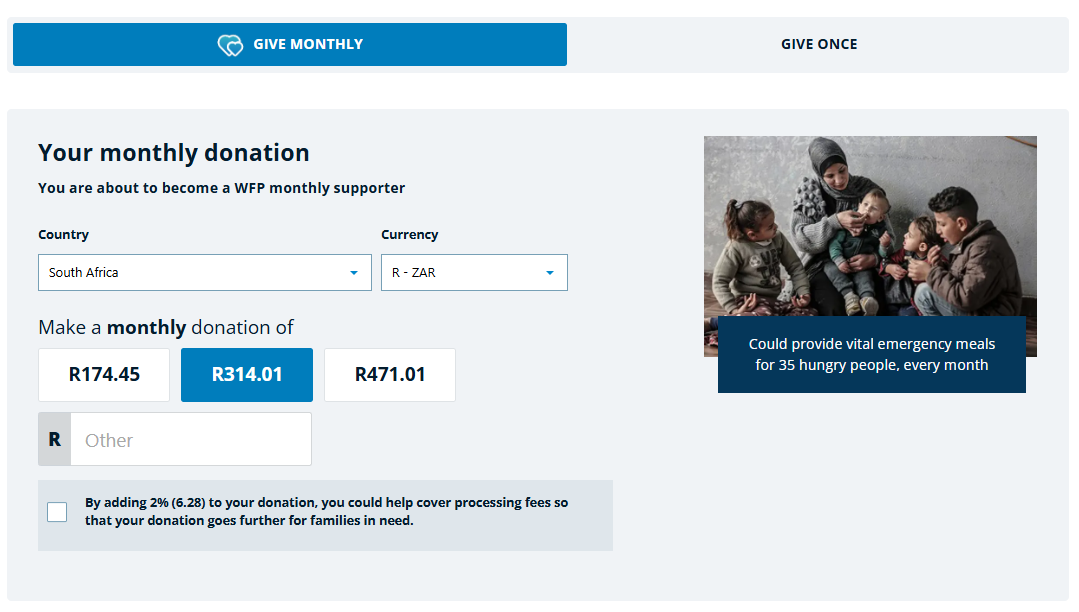 GIVE MONTHLY
GIVE ONCE
Your monthly donation
You are about to become a WFP monthly supporter
Country
Currency
South Africa
R - ZAR
Make a monthly donation of
R174.45
R314.01
R471.01
R
Other
By adding 2% (6.28) to your donation, you could help cover processing fees so
that your donation goes further for families in need.
Could provide vital emergency meals
for 35 hungry people, every month